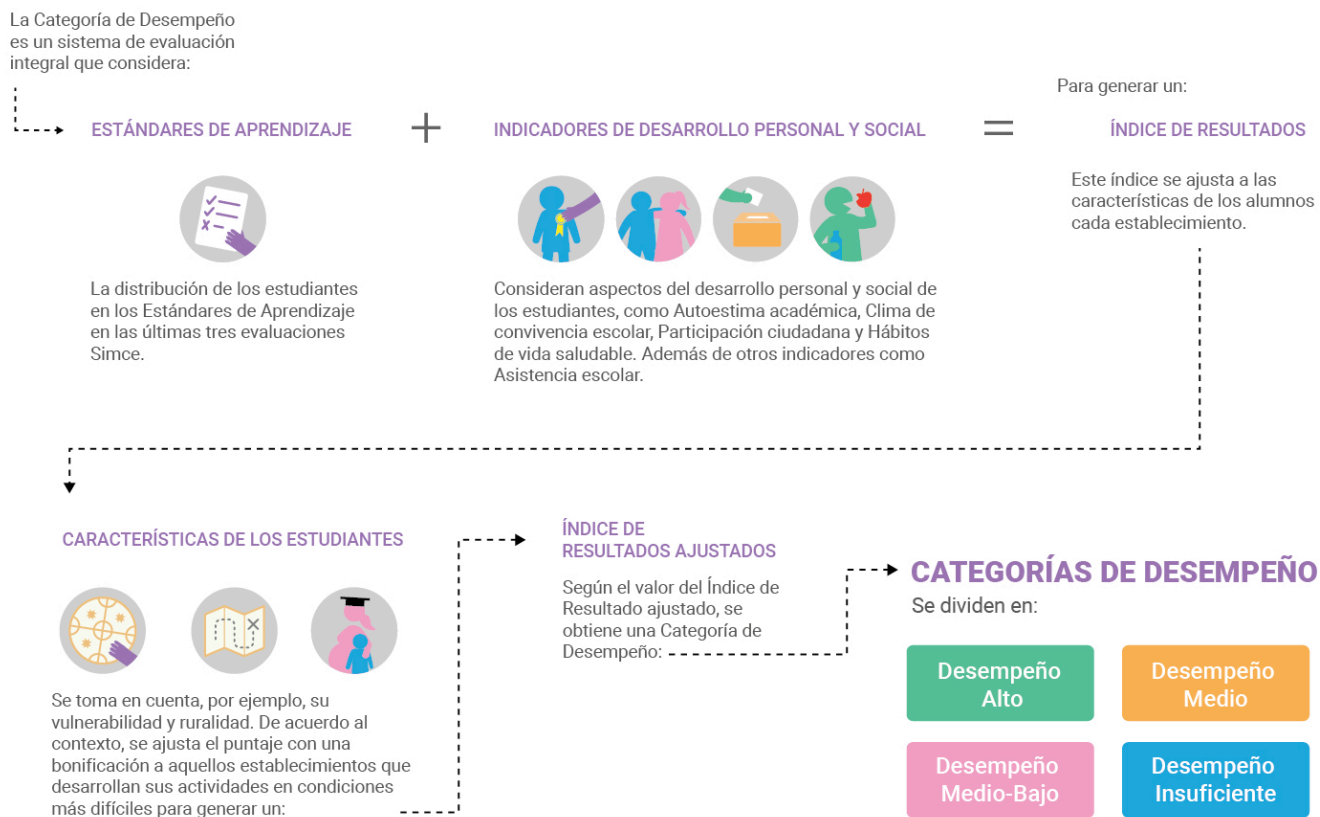 La Categoría de Desempeño
es un sistema de evaluación
integral que considera:
ESTÁNDARES DE APRENDIZAJE
+
INDICADORES DE DESARROLLO PERSONAL Y SOCIAL
=
Para generar un:
ÍNDICE DE RESULTADOS
La distribución de los estudiantes
en los Estándares de Aprendizaje
en las últimas tres evaluaciones
Simce.
Consideran aspectos del desarrollo personal y social de
los estudiantes, como Autoestima académica, Clima de
convivencia escolar, Participación ciudadana y Hábitos
de vida saludable. Además de otros indicadores como
Asistencia escolar.
Este índice se ajusta a las
características de los alumnos
cada establecimiento.
CARACTERÍSTICAS DE LOS ESTUDIANTES
Se toma en cuenta, por ejemplo, su
vulnerabilidad y ruralidad. De acuerdo al
contexto, se ajusta el puntaje con una
bonificación a aquellos establecimientos que
desarrollan sus actividades en condiciones
más difíciles para generar un:
ÍNDICE DE
RESULTADOS AJUSTADOS
Según el valor del Índice de
Resultado ajustado, se
obtiene una Categoría de
Desempeño:
CATEGORÍAS DE DESEMPEÑO
Se dividen en:
Desempeño
Alto
Desempeño
Medio
Desempeño
Medio-Bajo
Desempeño
Insuficiente